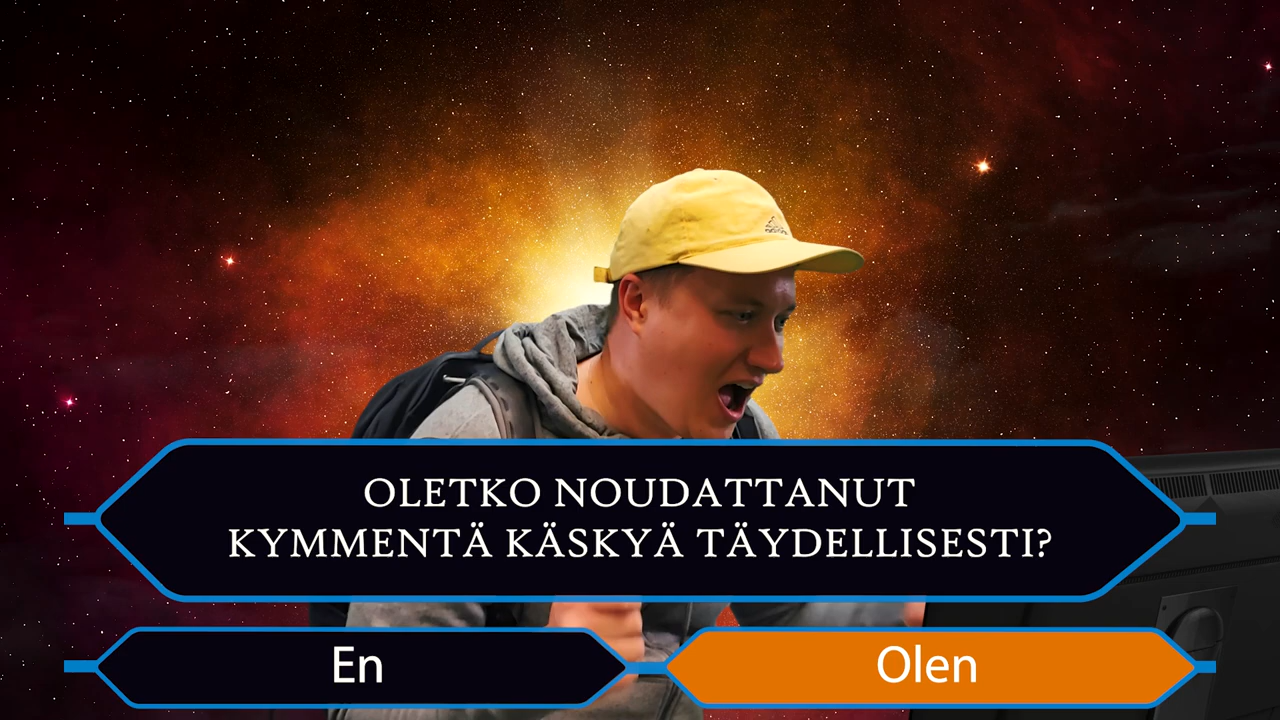 OLETKO NOUDATTANUT
KYMMENTÄ KÄSKYÄ TÄYDELLISESTI?
En
Olen